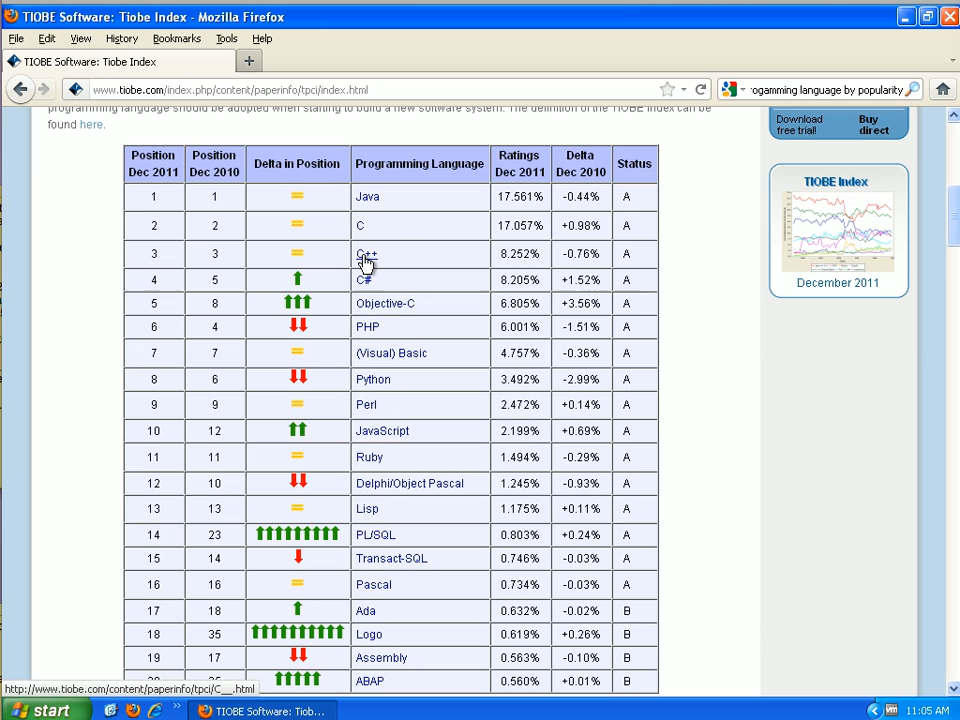 TIOBE Software: Tiobe Index - Mozilla Firefox
File Edit View History Bookmarks Tools Help
TIOBE Software: Tiobe Index
www.tiobe.com/index.php/content/paperinfo/tpci/index.html
ogamming language by popularity
programming language should be adopted when starting to build a new software system. The definition of the TIOBE index can be
found here.
Download free trial!
Buy direct
TIOBE Index
December 2011
Position Dec 2011 Position Dec 2010 Delta in Position Programming Language Ratings Dec 2011 Delta Dec 2010 Status
1 1 = Java 17.561% -0.44% A
2 2 = C 17.057% +0.98% A
3 3 = C++ 8.252% -0.76% A
4 5 C# 8.205% +1.52% A
5 8 Objective-C 6.805% +3.56% A
6 4 PHP 6.001% -1.51% A
7 7 = (Visual) Basic 4.757% -0.36% A
8 6 Python 3.492% -2.99% A
9 9 = Perl 2.472% +0.14% A
10 12 JavaScript 2.199% +0.69% A
11 11 = Ruby 1.494% -0.29% A
12 10 Delphi/Object Pascal 1.245% -0.93% A
13 13 = Lisp 1.175% +0.11% A
14 23 PL/SQL 0.803% +0.24% A
15 14 Transact-SQL 0.746% -0.03% A
16 16 = Pascal 0.734% -0.03% A
17 18 Ada 0.632% -0.02% B
18 35 Logo 0.619% +0.26% B
19 17 Assembly 0.563% -0.10% B
ABAP 0.560% +0.01% B
http://www.tiobe.com/content/paperinfo/tpci/C__.html
start
TIOBE Software: Tiob...
11:05 AM